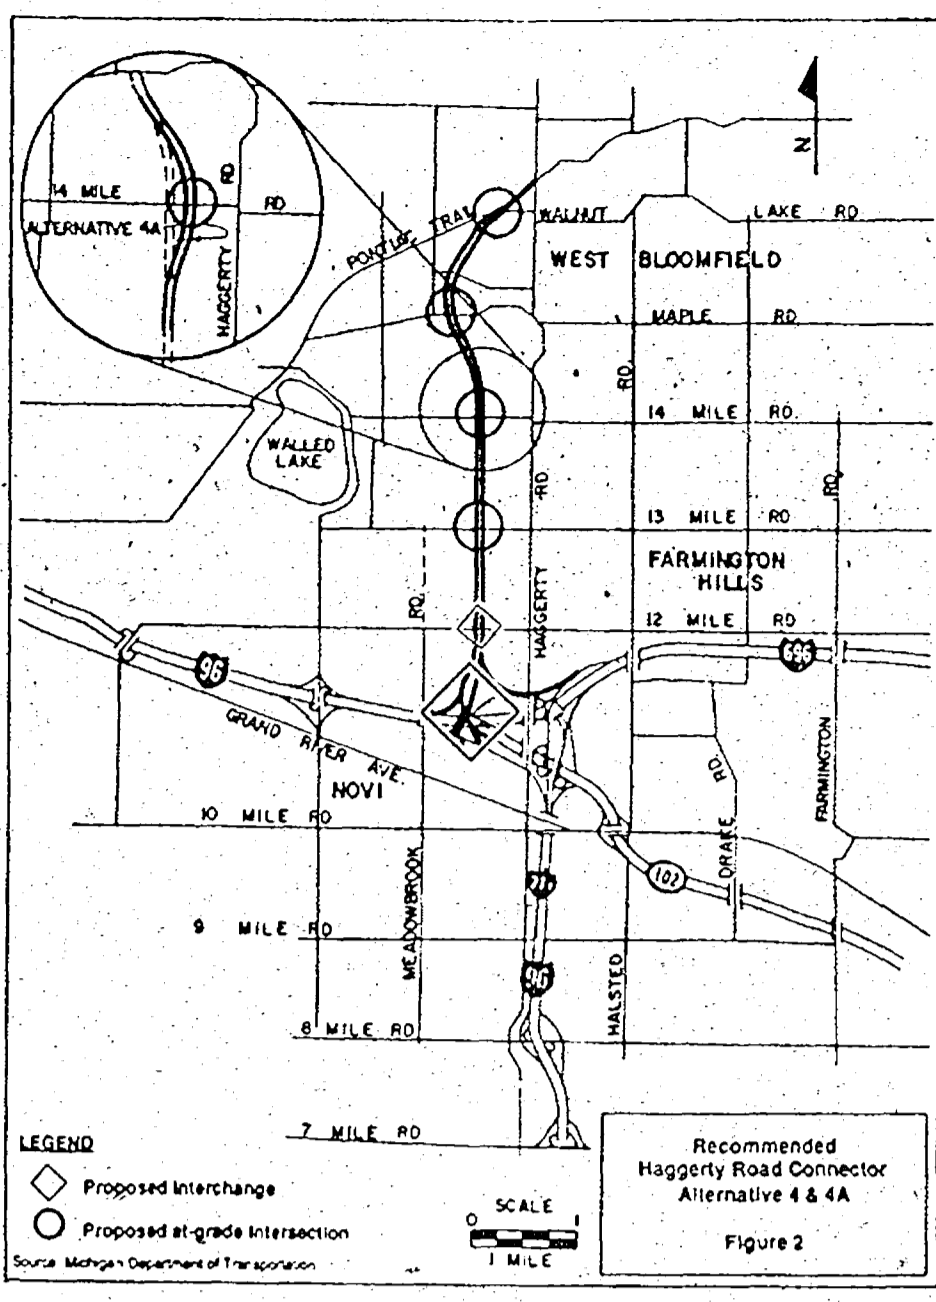 14 MILE RD
ALTERNATIVE 4A
HAGGERTY RD
N
PONTIAC TRAIL
WALNUT LAKE RD
WEST BLOOMFIELD
MAPLE RD
RD.
14 MILE RD.
WALLED
LAKE
RD.
RD
13 MILE RD
FARMINGTON
HILLS
RD.
HAGGERTY
12 MILE RD
96
696
GRAND RIVER AVE.
NOVI
RD.
FARMINGTON
10 MILE RD
DRAKE
102
MEADOWBROOK
9 MILE RD
96
HALSTED
8 MILE RD
7 MILE RD
LEGEND
Proposed Interchange
Proposed at-grade Intersection
Source: Michigan Department of Transportation
SCALE
0 1
1 MILE
Recommended
Haggerty Road Connector
Alternative 4 & 4A
Figure 2